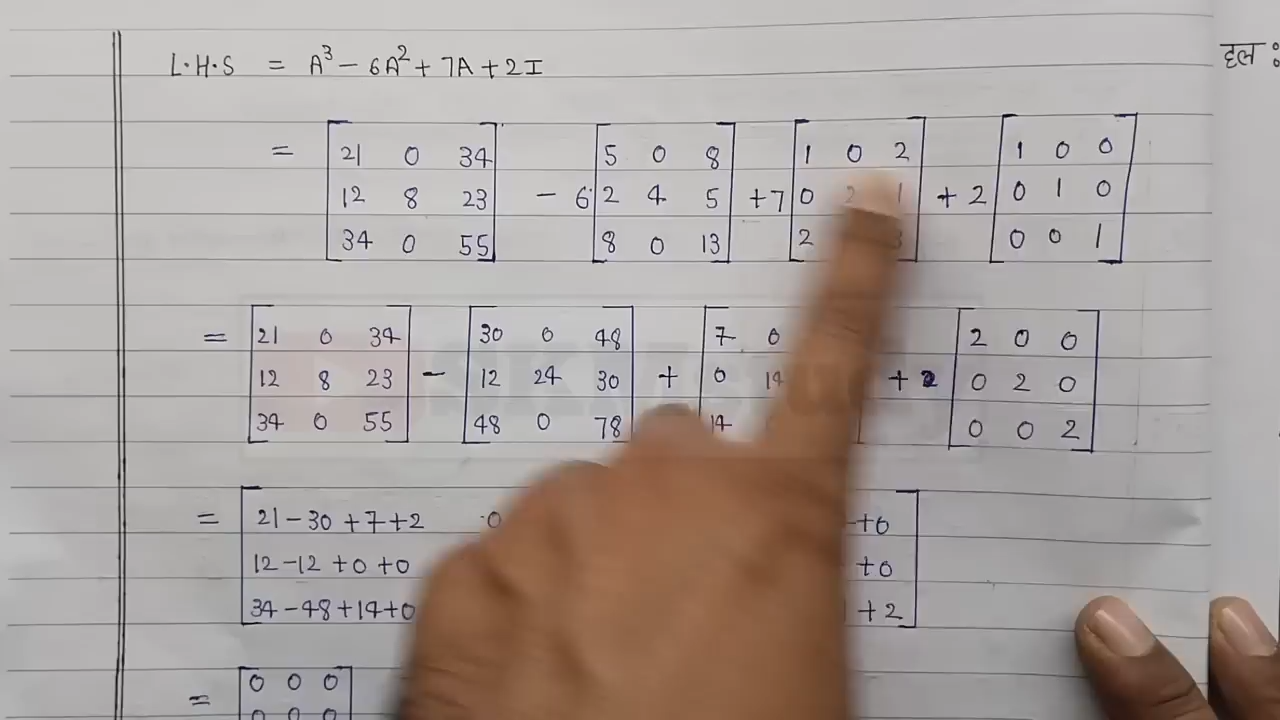 L.H.S = A³ - 6A² + 7A + 2I
हल :
= [21 0 34] [5 0 8] [1 0 2] [1 0 0]
[12 8 23] - 6 [2 4 5] + 7 [0 2 1] + 2 [0 1 0]
[34 0 55] [8 0 13] [2 3] [0 0 1]
= [21 0 34] [30 0 48] [7 0 [2 0 0]
[12 8 23] - [12 24 30] + [0 14 + 2 [0 2 0]
[34 0 55] [48 0 78] [14 [0 0 2]
= [21-30+7+2 0 +0]
[12-12+0+0 +0]
[34-48+14+0 +2]
= [0 0 0]